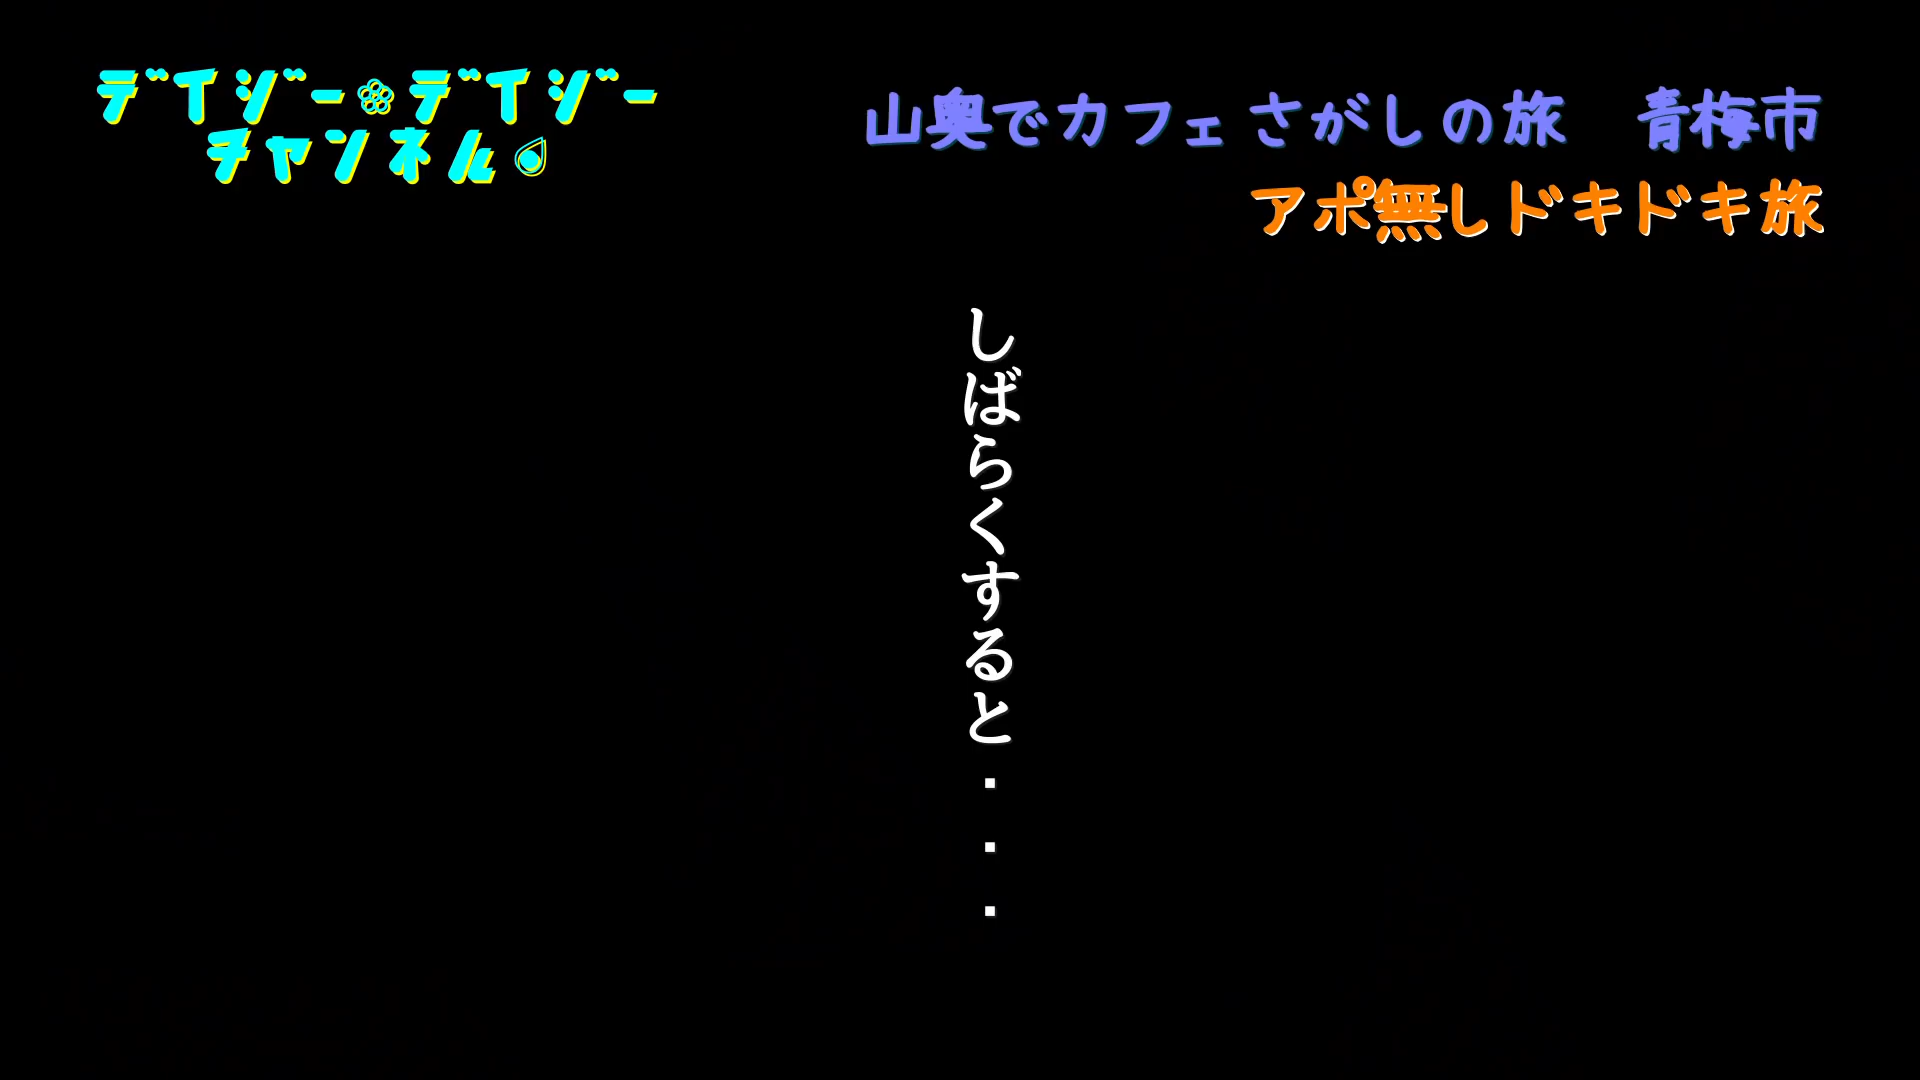 デイジー❀デイジー
チャンネル
山奥でカフェさがしの旅　青梅市
アポ無しドキドキ旅
しばらくすると・・・